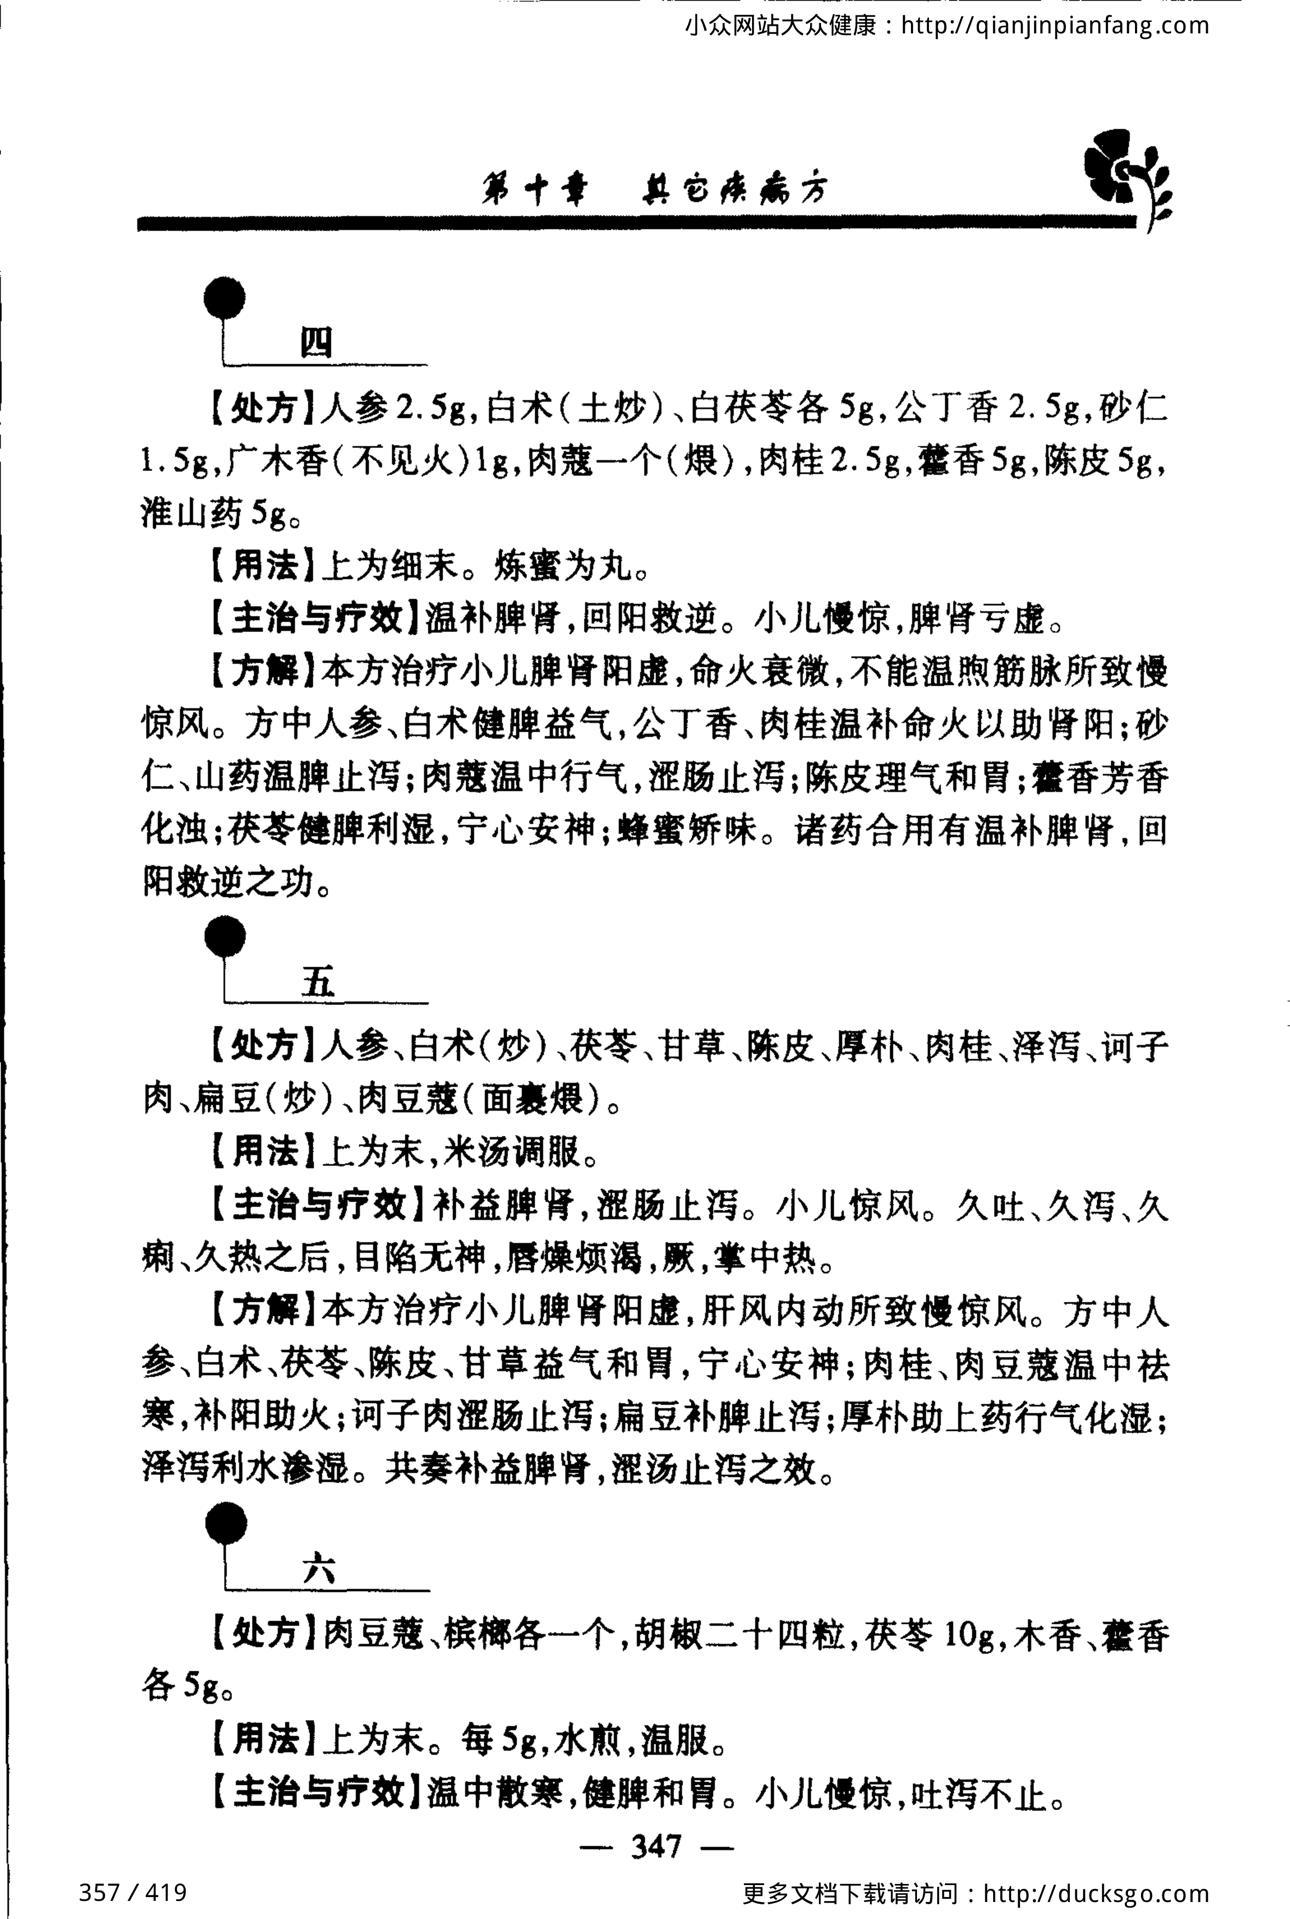 小众网站大众健康：http://qianjinpianfang.com
第十章 其它疾病方
四
【处方】人参2.5g,白术(土炒)、白茯苓各5g,公丁香2.5g,砂仁
1.5g,广木香(不见火)1g,肉蔻一个(煨),肉桂2.5g,藿香5g,陈皮5g,
淮山药5g。
【用法】上为细末。炼蜜为丸。
【主治与疗效】温补脾肾,回阳救逆。小儿慢惊,脾肾亏虚。
【方解】本方治疗小儿脾肾阳虚,命火衰微,不能温煦筋脉所致慢
惊风。方中人参、白术健脾益气,公丁香、肉桂温补命火以助肾阳;砂
仁、山药温脾止泻;肉蔻温中行气,涩肠止泻;陈皮理气和胃;藿香芳香
化浊;茯苓健脾利湿,宁心安神;蜂蜜矫味。诸药合用有温补脾肾,回
阳救逆之功。
五
【处方】人参、白术(炒)、茯苓、甘草、陈皮、厚朴、肉桂、泽泻、诃子
肉、扁豆(炒)、肉豆蔻(面裹煨)。
【用法】上为末,米汤调服。
【主治与疗效】补益脾肾,涩肠止泻。小儿惊风。久吐、久泻、久
痢、久热之后,目陷无神,唇燥烦渴,厥,掌中热。
【方解】本方治疗小儿脾肾阳虚,肝风内动所致慢惊风。方中人
参、白术、茯苓、陈皮、甘草益气和胃,宁心安神;肉桂、肉豆蔻温中祛
寒,补阳助火;诃子肉涩肠止泻;扁豆补脾止泻;厚朴助上药行气化湿;
泽泻利水渗湿。共奏补益脾肾,涩汤止泻之效。
六
【处方】肉豆蔻、槟榔各一个,胡椒二十四粒,茯苓10g,木香、藿香
各5g。
【用法】上为末。每5g,水煎,温服。
【主治与疗效】温中散寒,健脾和胃。小儿慢惊,吐泻不止。
— 347 —
357 / 419
更多文档下载请访问：http://ducksgo.com